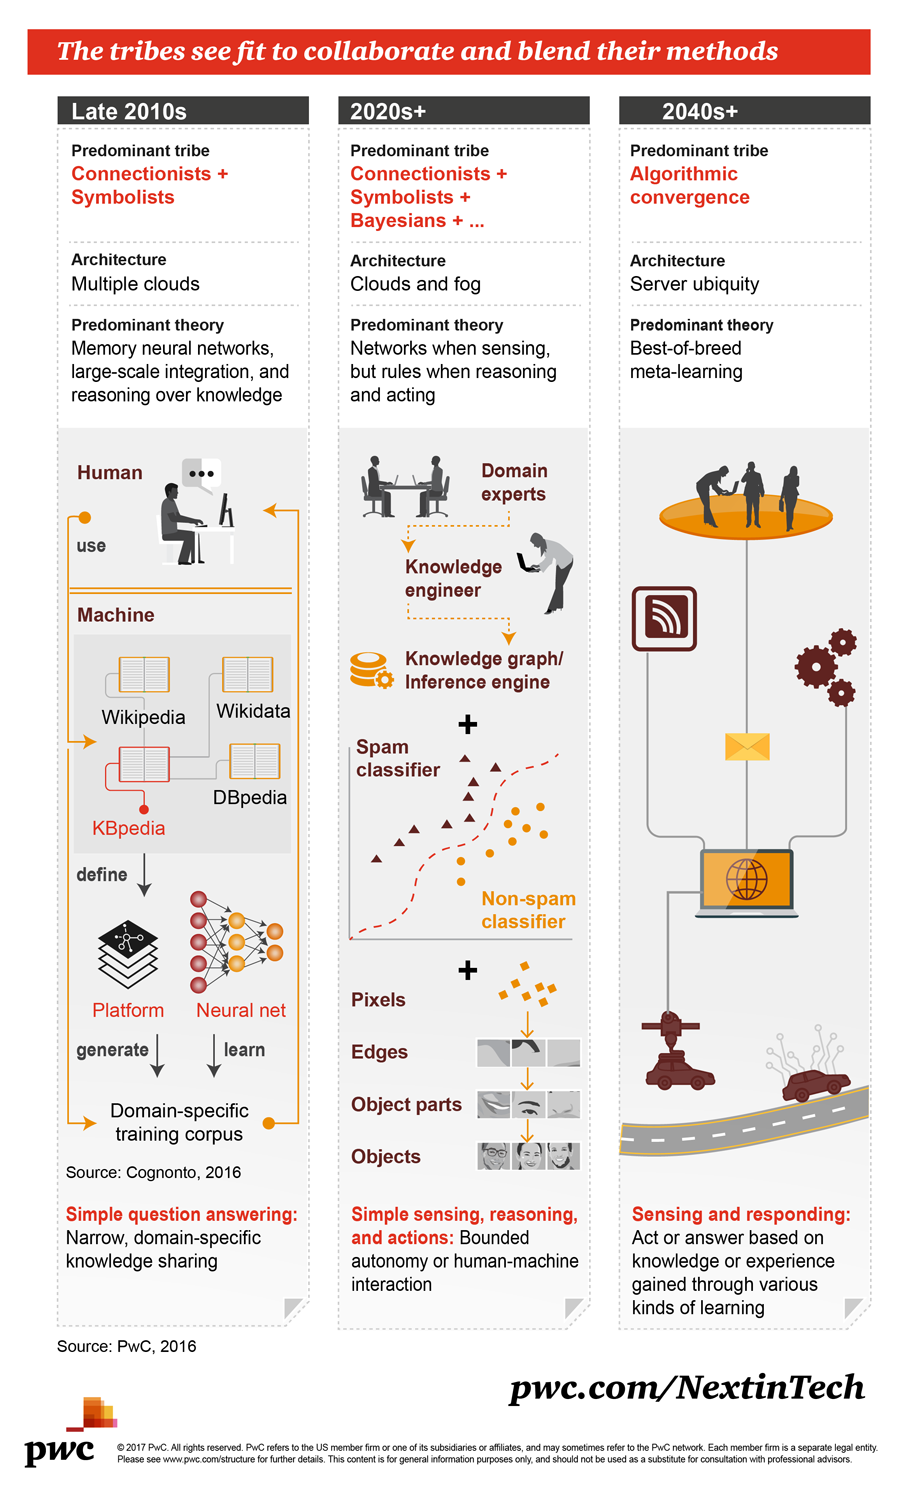 The tribes see fit to collaborate and blend their methods
Late 2010s
Predominant tribe
Connectionists +
Symbolists
Architecture
Multiple clouds
Predominant theory
Memory neural networks,
large-scale integration, and
reasoning over knowledge
Human
use
Machine
Wikipedia
Wikidata
DBpedia
KBpedia
define
Platform
Neural net
generate
learn
Domain-specific
training corpus
Source: Cognonto, 2016
Simple question answering:
Narrow, domain-specific
knowledge sharing
2020s+
Predominant tribe
Connectionists +
Symbolists +
Bayesians + ...
Architecture
Clouds and fog
Predominant theory
Networks when sensing,
but rules when reasoning
and acting
Domain
experts
Knowledge
engineer
Knowledge graph/
Inference engine
+
Spam
classifier
Non-spam
classifier
+
Pixels
Edges
Object parts
Objects
Simple sensing, reasoning,
and actions: Bounded
autonomy or human-machine
interaction
2040s+
Predominant tribe
Algorithmic
convergence
Architecture
Server ubiquity
Predominant theory
Best-of-breed
meta-learning
Sensing and responding:
Act or answer based on
knowledge or experience
gained through various
kinds of learning
Source: PwC, 2016
pwc.com/NextinTech
pwc
© 2017 PwC. All rights reserved. PwC refers to the US member firm or one of its subsidiaries or affiliates, and may sometimes refer to the PwC network. Each member firm is a separate legal entity.
Please see www.pwc.com/structure for further details. This content is for general information purposes only, and should not be used as a substitute for consultation with professional advisors.